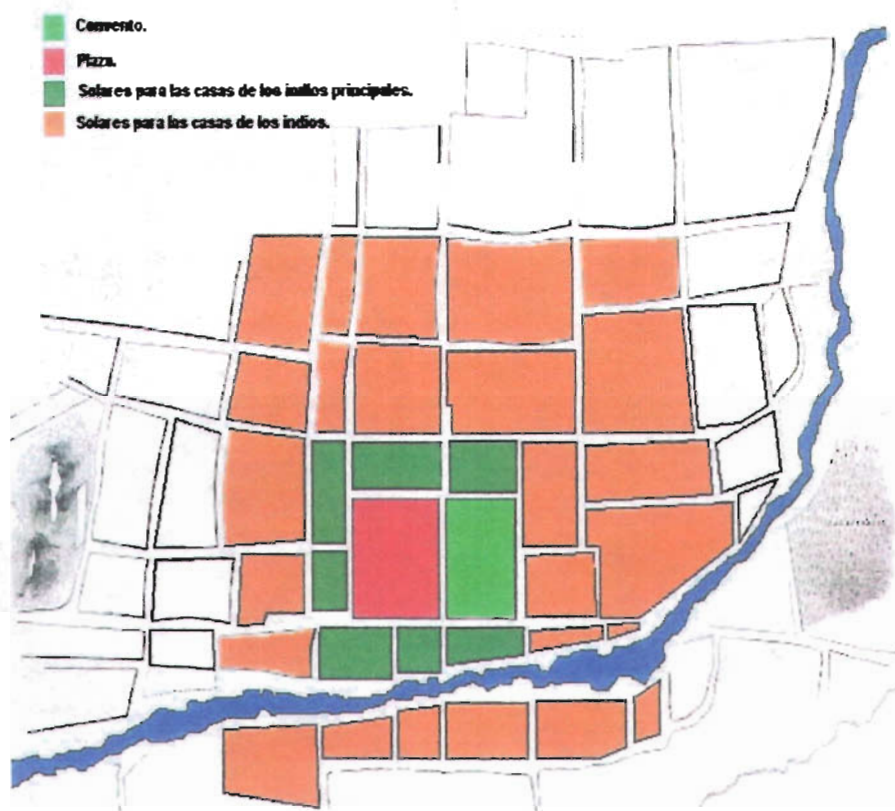 Convento.
Plaza.
Solares para las casas de los indios principales.
Solares para las casas de los indios.